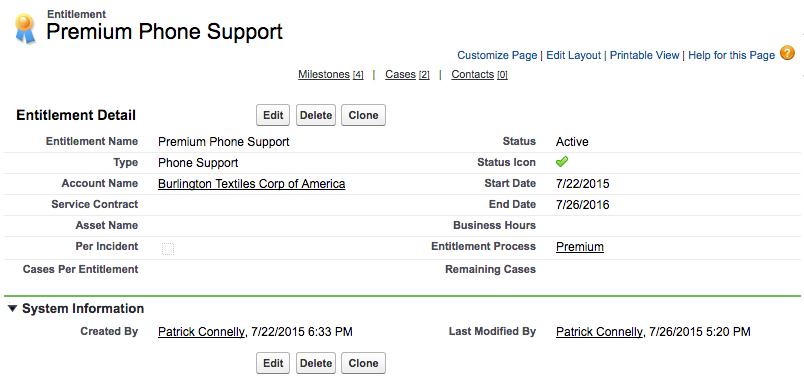 Entitlement
Premium Phone Support
Customize Page | Edit Layout | Printable View | Help for this Page ?
Milestones [4] | Cases [2] | Contacts [0]
Entitlement Detail Edit Delete Clone
Entitlement Name Premium Phone Support Status Active
Type Phone Support Status Icon
Account Name Burlington Textiles Corp of America Start Date 7/22/2015
Service Contract End Date 7/26/2016
Asset Name Business Hours
Per Incident Entitlement Process Premium
Cases Per Entitlement Remaining Cases
System Information
Created By Patrick Connelly, 7/22/2015 6:33 PM Last Modified By Patrick Connelly, 7/26/2015 5:20 PM
Edit Delete Clone